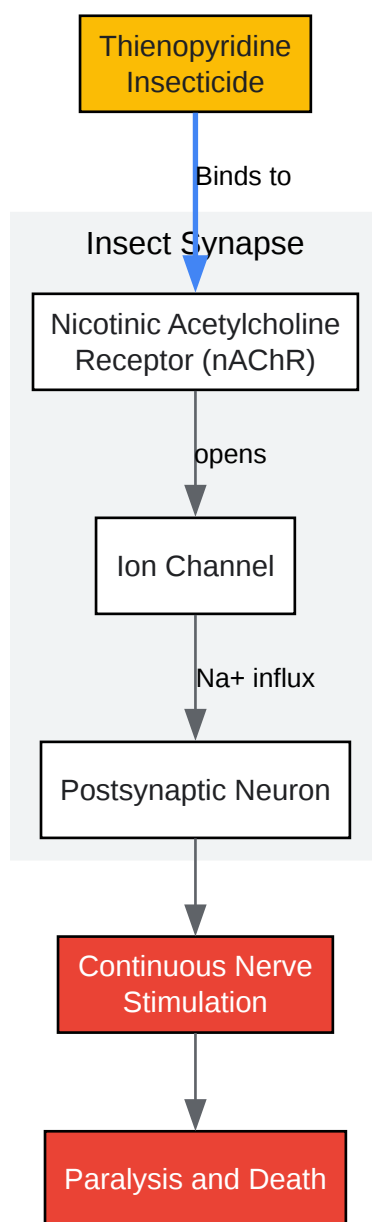 Thienopyridine
Insecticide
Binds to
Insect Synapse
Nicotinic Acetylcholine
Receptor (nAChR)
opens
Ion Channel
Na+ influx
Postsynaptic Neuron
Continuous Nerve
Stimulation
Paralysis and Death